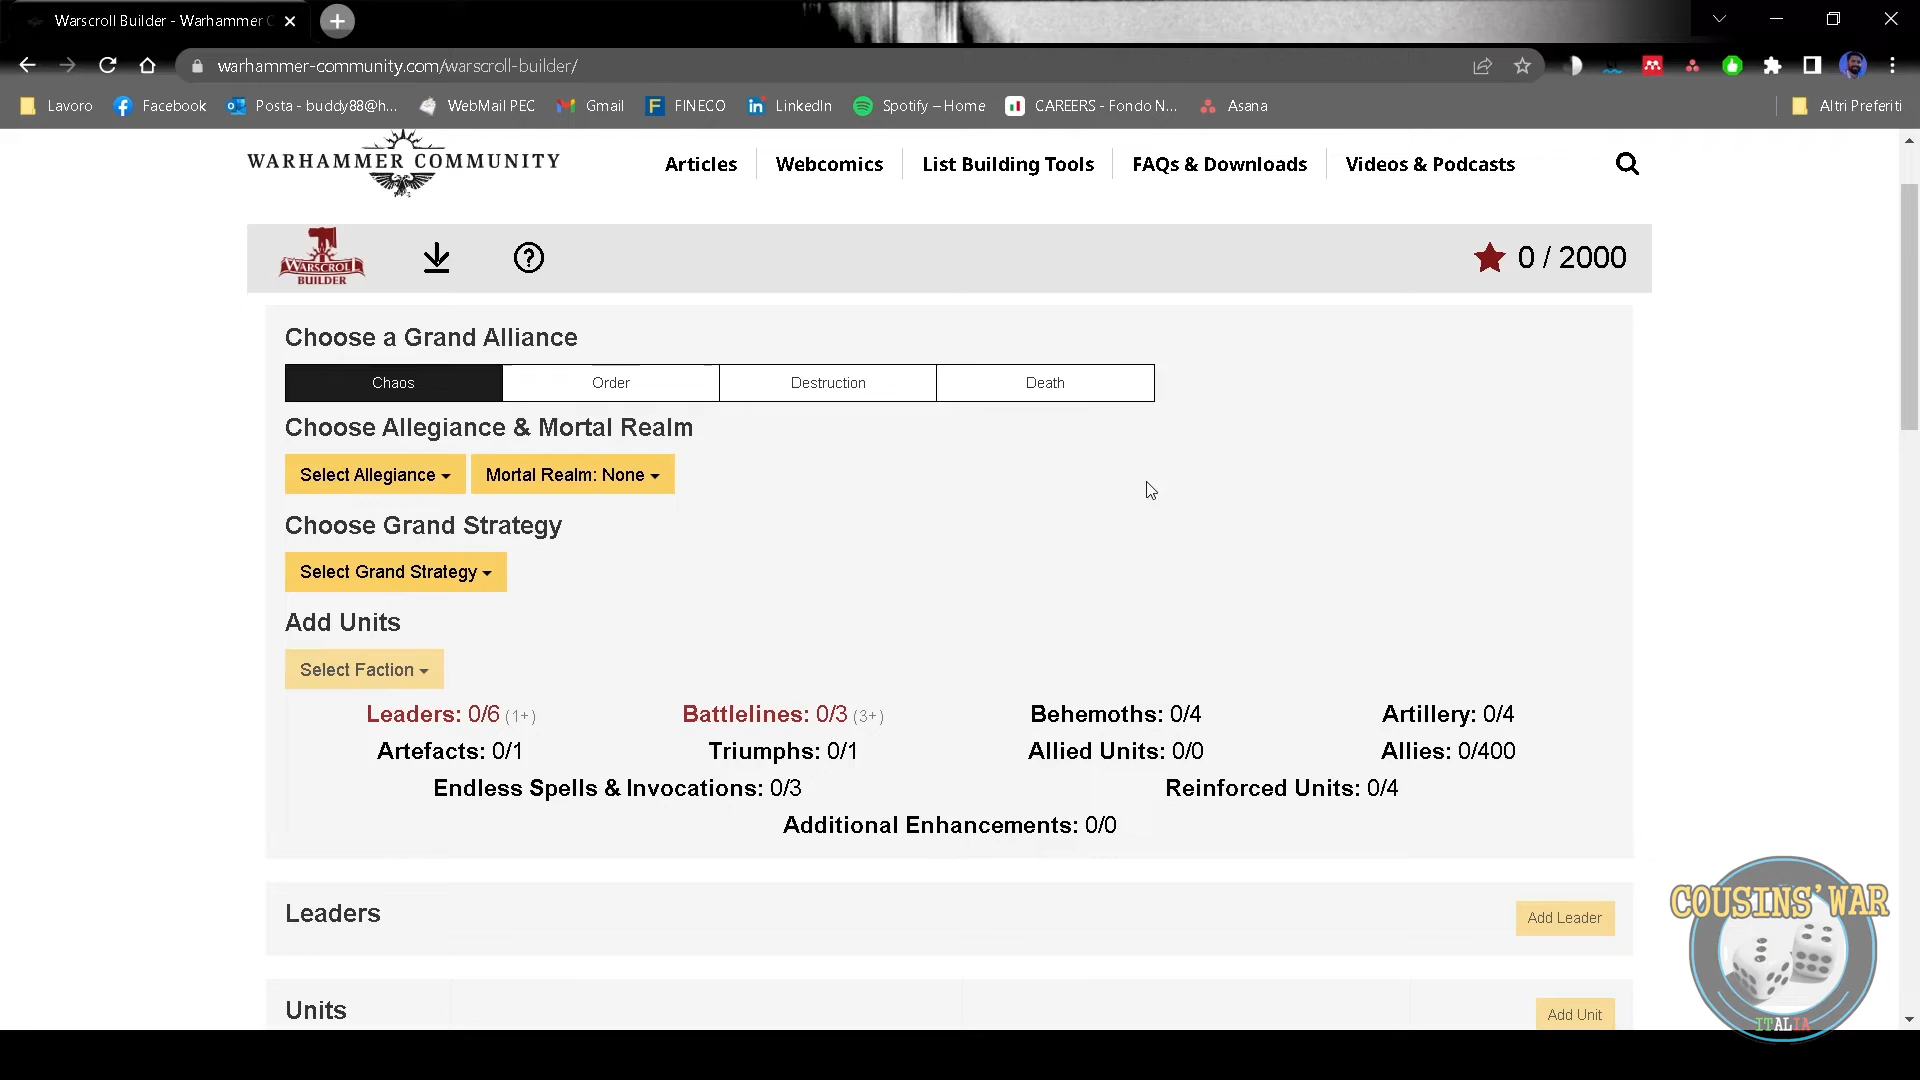 Warscroll Builder - Warhammer C
warhammer-community.com/warscroll-builder/
Lavoro Facebook Posta - buddy88@h... WebMail PEC Gmail FINECO LinkedIn Spotify – Home CAREERS - Fondo N... Asana Altri Preferiti
WARHAMMER COMMUNITY
Articles Webcomics List Building Tools FAQs & Downloads Videos & Podcasts
WARSCROLL
BUILDER
0 / 2000
Choose a Grand Alliance
Chaos Order Destruction Death
Choose Allegiance & Mortal Realm
Select Allegiance Mortal Realm: None
Choose Grand Strategy
Select Grand Strategy
Add Units
Select Faction
Leaders: 0/6 (1+) Battlelines: 0/3 (3+) Behemoths: 0/4 Artillery: 0/4
Artefacts: 0/1 Triumphs: 0/1 Allied Units: 0/0 Allies: 0/400
Endless Spells & Invocations: 0/3 Reinforced Units: 0/4
Additional Enhancements: 0/0
Leaders Add Leader
COUSINS' WAR
Units Add Unit
ITALIA